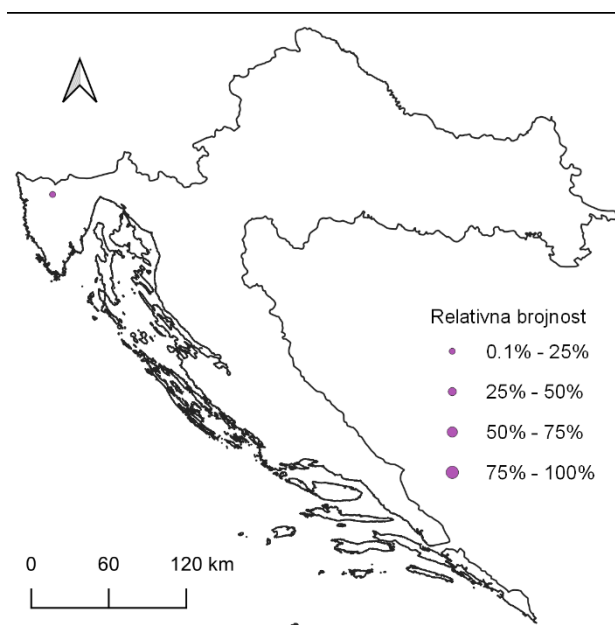 Relativna brojnost
0.1% - 25%
25% - 50%
50% - 75%
75% - 100%
0 60 120 km